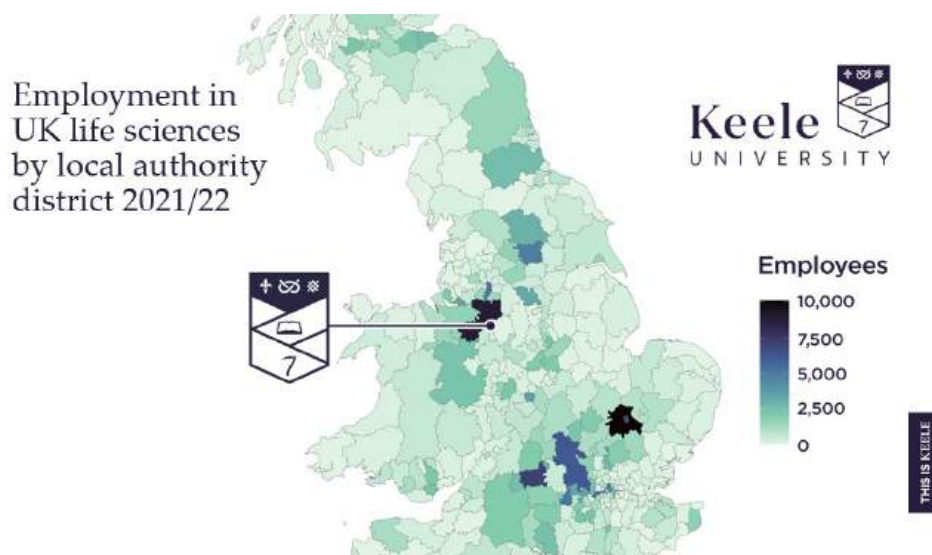 Employment in
UK life sciences
by local authority
district 2021/22
Keele
UNIVERSITY
7
7
Employees
10,000
7,500
5,000
2,500
0
THIS IS KEELE